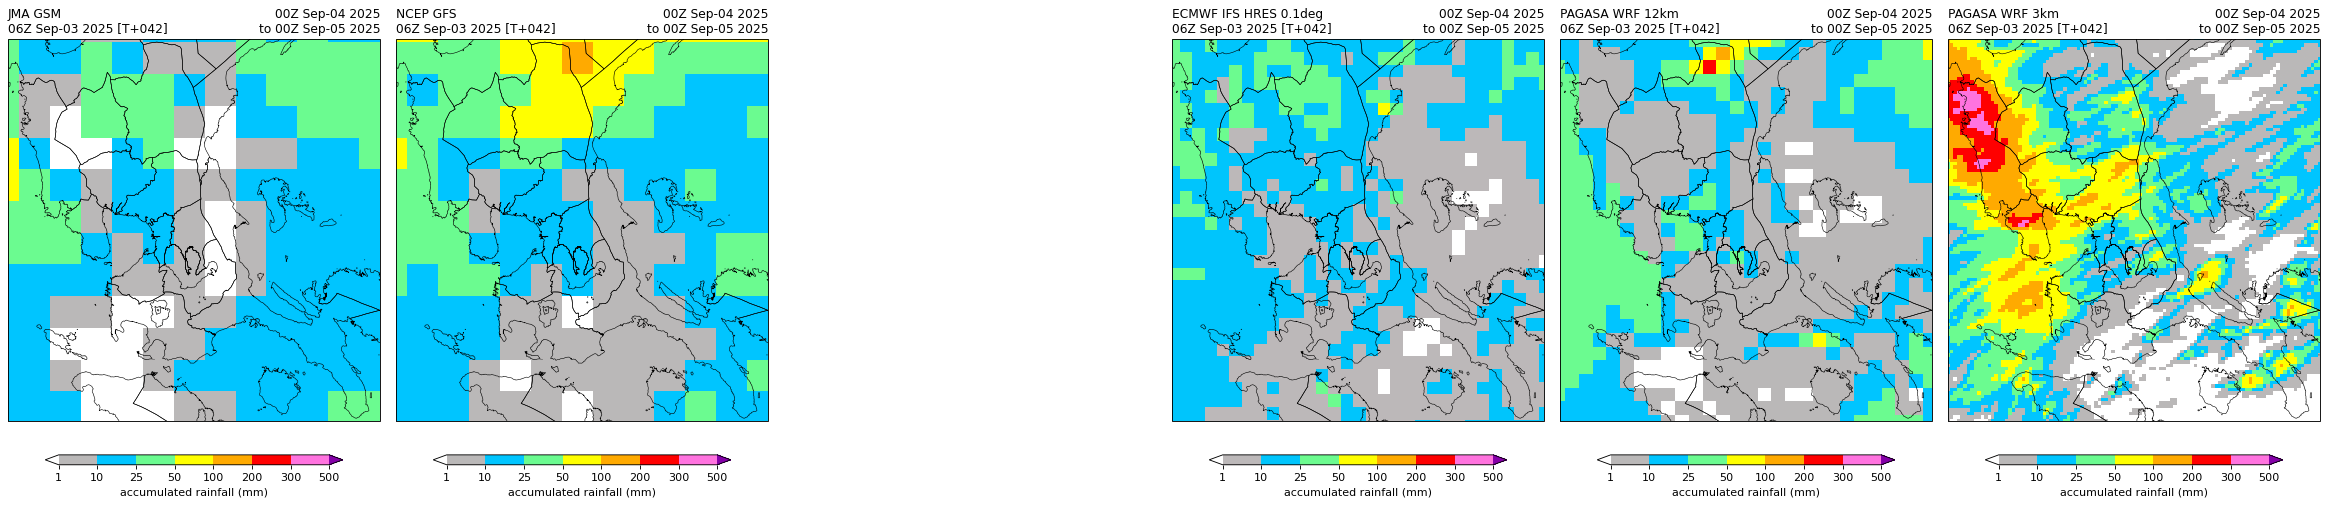 JMA GSM 00Z Sep-04 2025
06Z Sep-03 2025 [T+042] to 00Z Sep-05 2025
1 10 25 50 100 200 300 500
accumulated rainfall (mm)
NCEP GFS 00Z Sep-04 2025
06Z Sep-03 2025 [T+042] to 00Z Sep-05 2025
1 10 25 50 100 200 300 500
accumulated rainfall (mm)
ECMWF IFS HRES 0.1deg 00Z Sep-04 2025
06Z Sep-03 2025 [T+042] to 00Z Sep-05 2025
1 10 25 50 100 200 300 500
accumulated rainfall (mm)
PAGASA WRF 12km 00Z Sep-04 2025
06Z Sep-03 2025 [T+042] to 00Z Sep-05 2025
1 10 25 50 100 200 300 500
accumulated rainfall (mm)
PAGASA WRF 3km 00Z Sep-04 2025
06Z Sep-03 2025 [T+042] to 00Z Sep-05 2025
1 10 25 50 100 200 300 500
accumulated rainfall (mm)